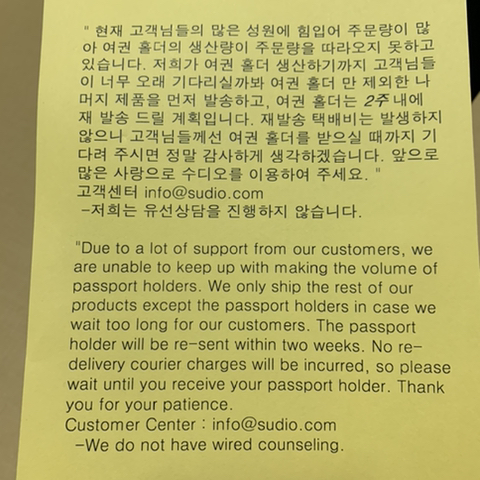 " 현재 고객님들의 많은 성원에 힘입어 주문량이 많
아 여권 홀더의 생산량이 주문량을 따라오지 못하고
있습니다. 저희가 여권 홀더 생산하기까지 고객님들
이 너무 오래 기다리실까봐 여권 홀더 만 제외한 나
머지 제품을 먼저 발송하고, 여권 홀더는 2주 내에
재 발송 드릴 계획입니다. 재발송 택배비는 발생하지
않으니 고객님들께선 여권 홀더를 받으실 때까지 기
다려 주시면 정말 감사하게 생각하겠습니다. 앞으로
많은 사랑으로 수디오를 이용하여 주세요. "
고객센터 info@sudio.com
-저희는 유선상담을 진행하지 않습니다.
"Due to a lot of support from our customers, we
are unable to keep up with making the volume of
passport holders. We only ship the rest of our
products except the passport holders in case we
wait too long for our customers. The passport
holder will be re-sent within two weeks. No re-
delivery courier charges will be incurred, so please
wait until you receive your passport holder. Thank
you for your patience.
Customer Center : info@sudio.com
-We do not have wired counseling.